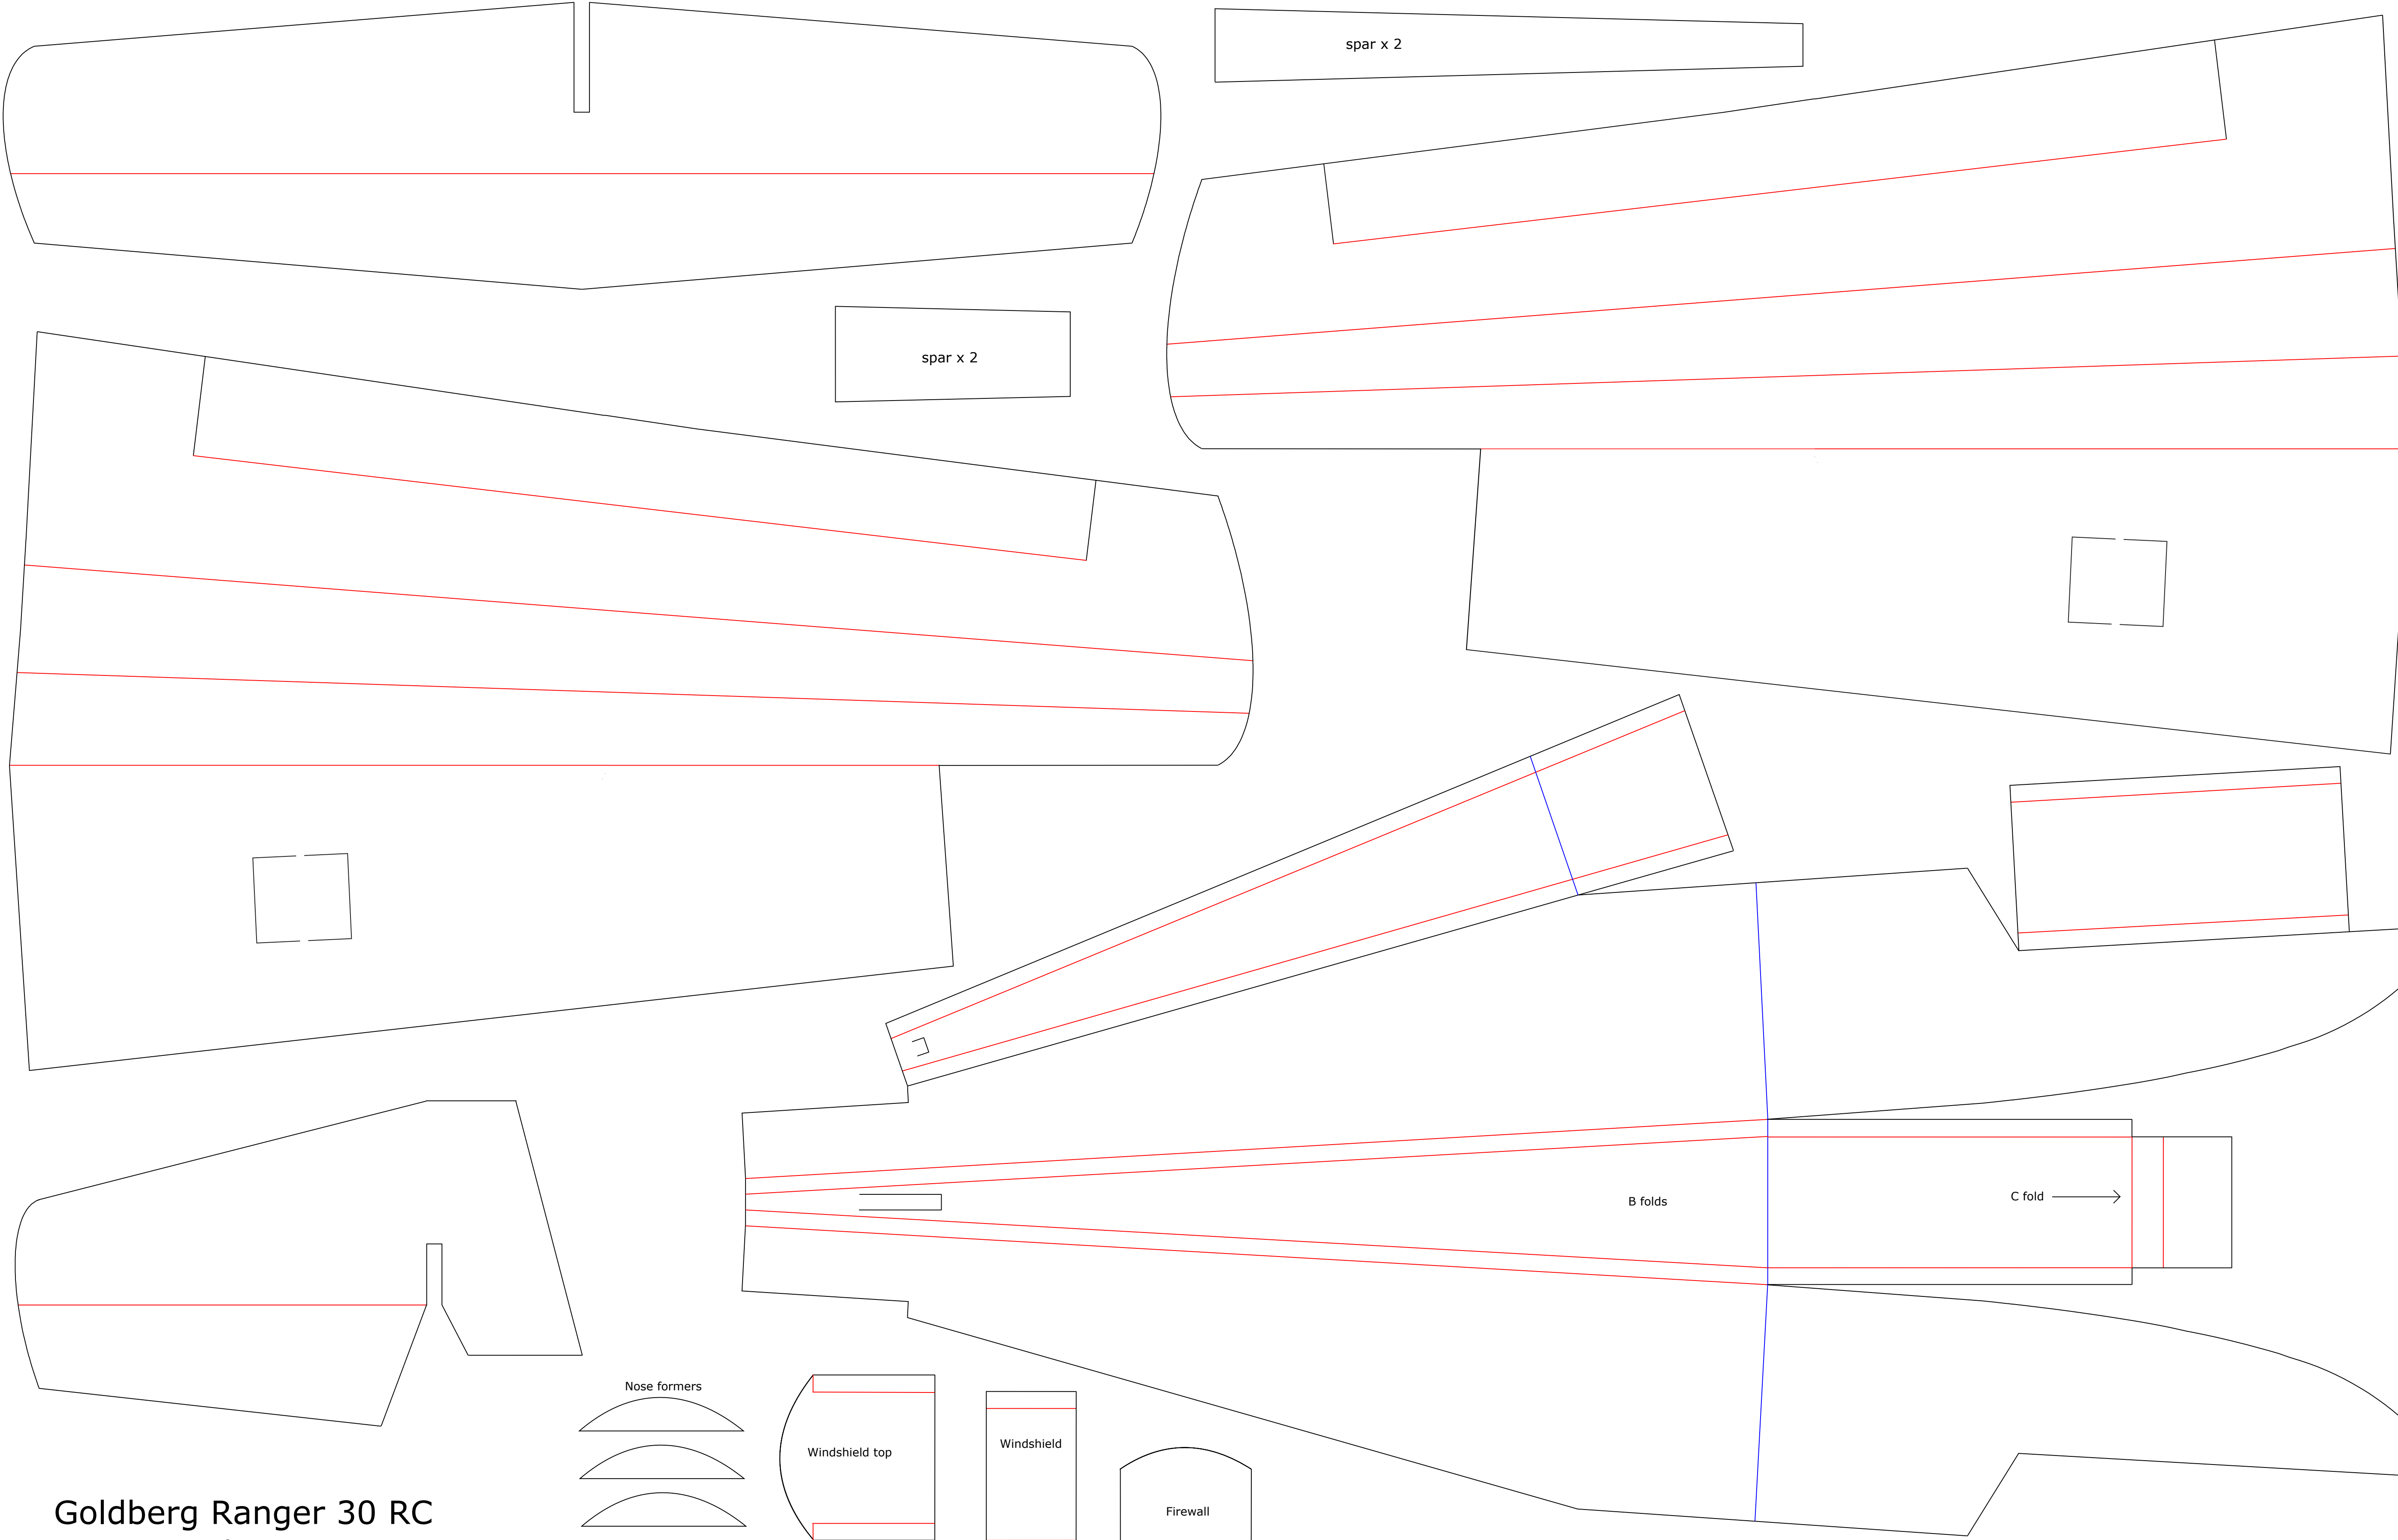 spar x 2
spar x 2
B folds
C fold
Nose formers
Windshield top
Windshield
Firewall
Goldberg Ranger 30 RC